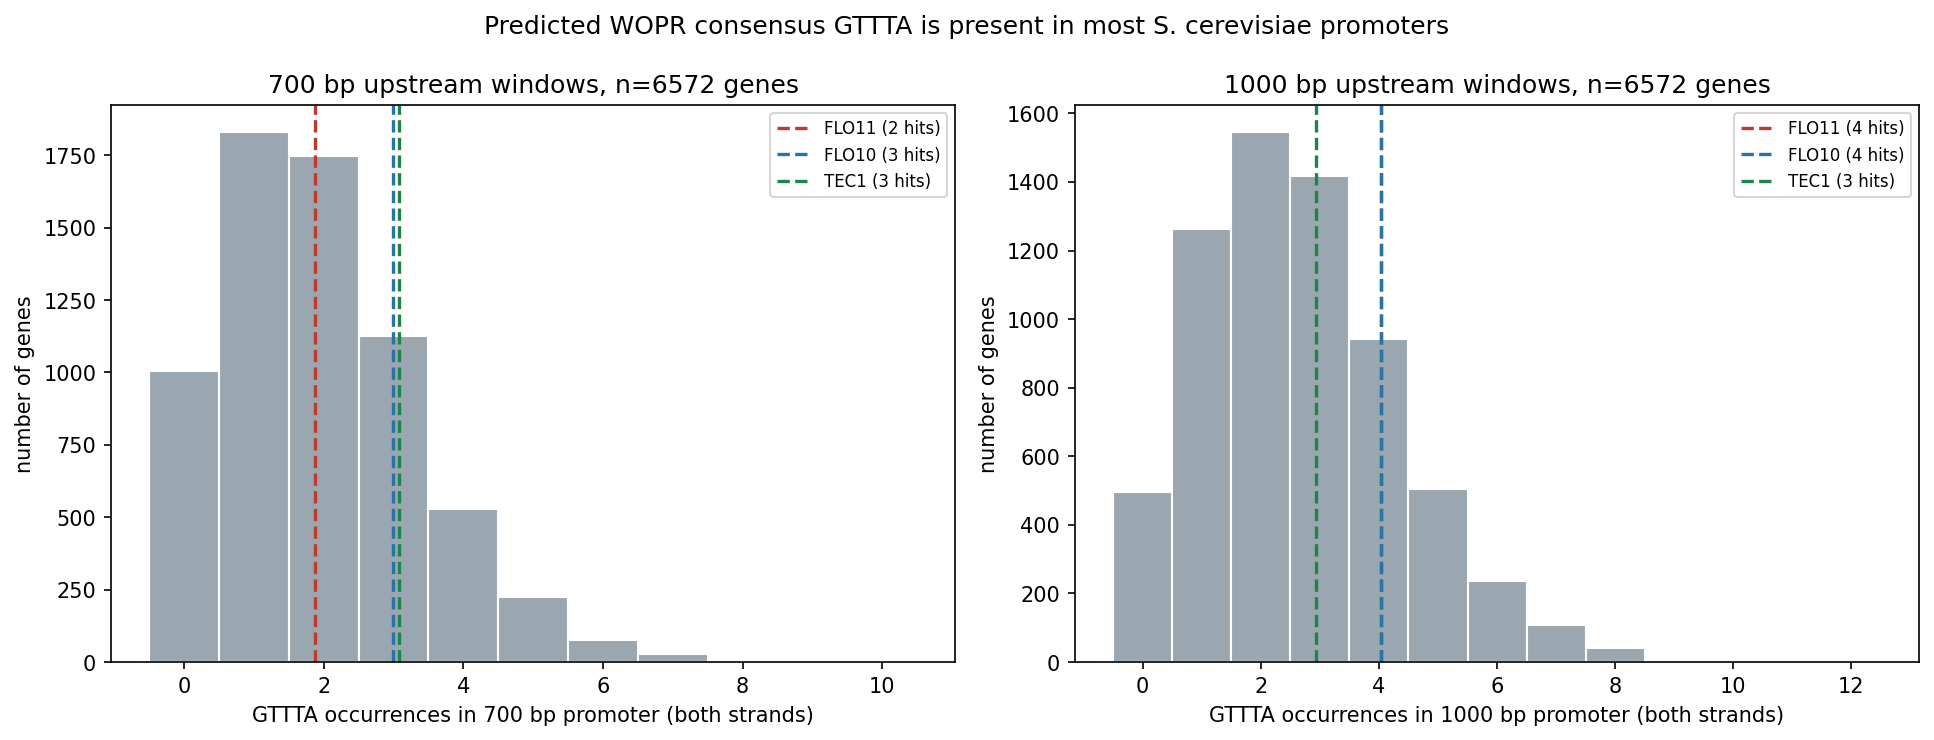 Predicted WOPR consensus GTTTA is present in most S. cerevisiae promoters
700 bp upstream windows, n=6572 genes
number of genes
1750
1500
1250
1000
750
500
250
0
0 2 4 6 8 10
GTTTA occurrences in 700 bp promoter (both strands)
FLO11 (2 hits)
FLO10 (3 hits)
TEC1 (3 hits)
1000 bp upstream windows, n=6572 genes
number of genes
1600
1400
1200
1000
800
600
400
200
0
0 2 4 6 8 10 12
GTTTA occurrences in 1000 bp promoter (both strands)
FLO11 (4 hits)
FLO10 (4 hits)
TEC1 (3 hits)